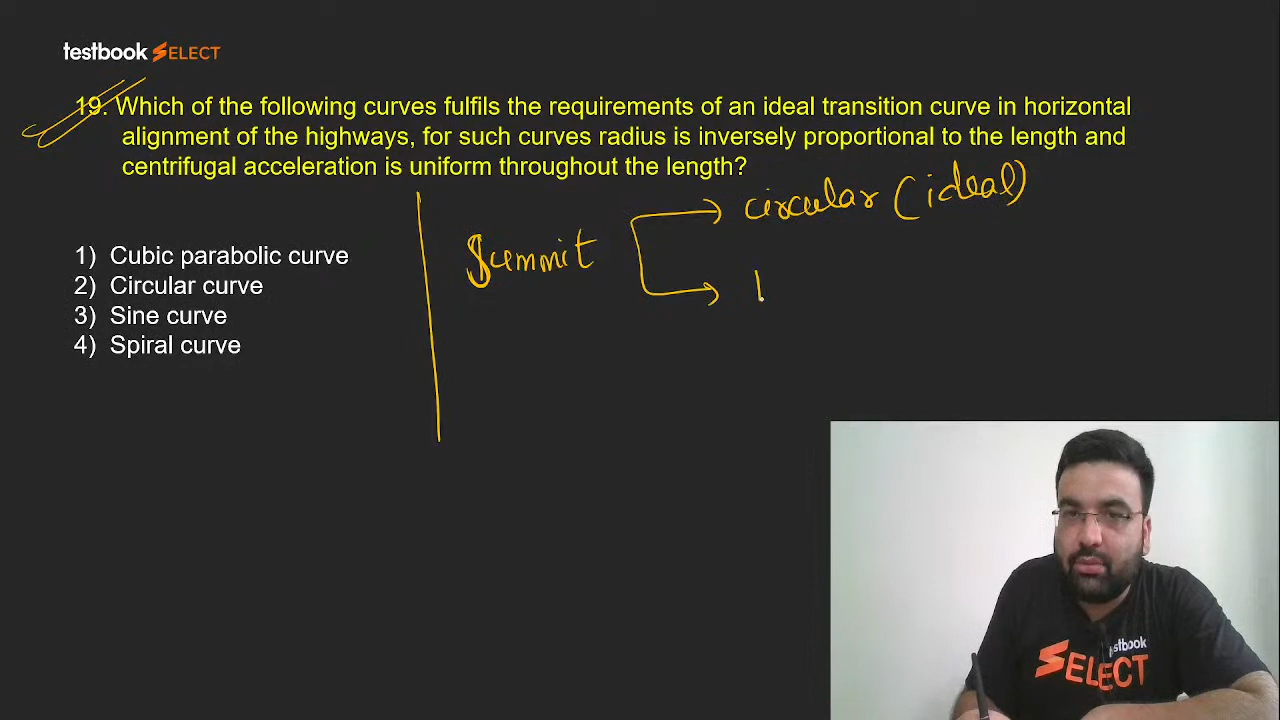 testbook SELECT
19. Which of the following curves fulfils the requirements of an ideal transition curve in horizontal
alignment of the highways, for such curves radius is inversely proportional to the length and
centrifugal acceleration is uniform throughout the length?
circular (ideal)
Summit
1) Cubic parabolic curve
2) Circular curve
3) Sine curve
4) Spiral curve
testbook
SELECT